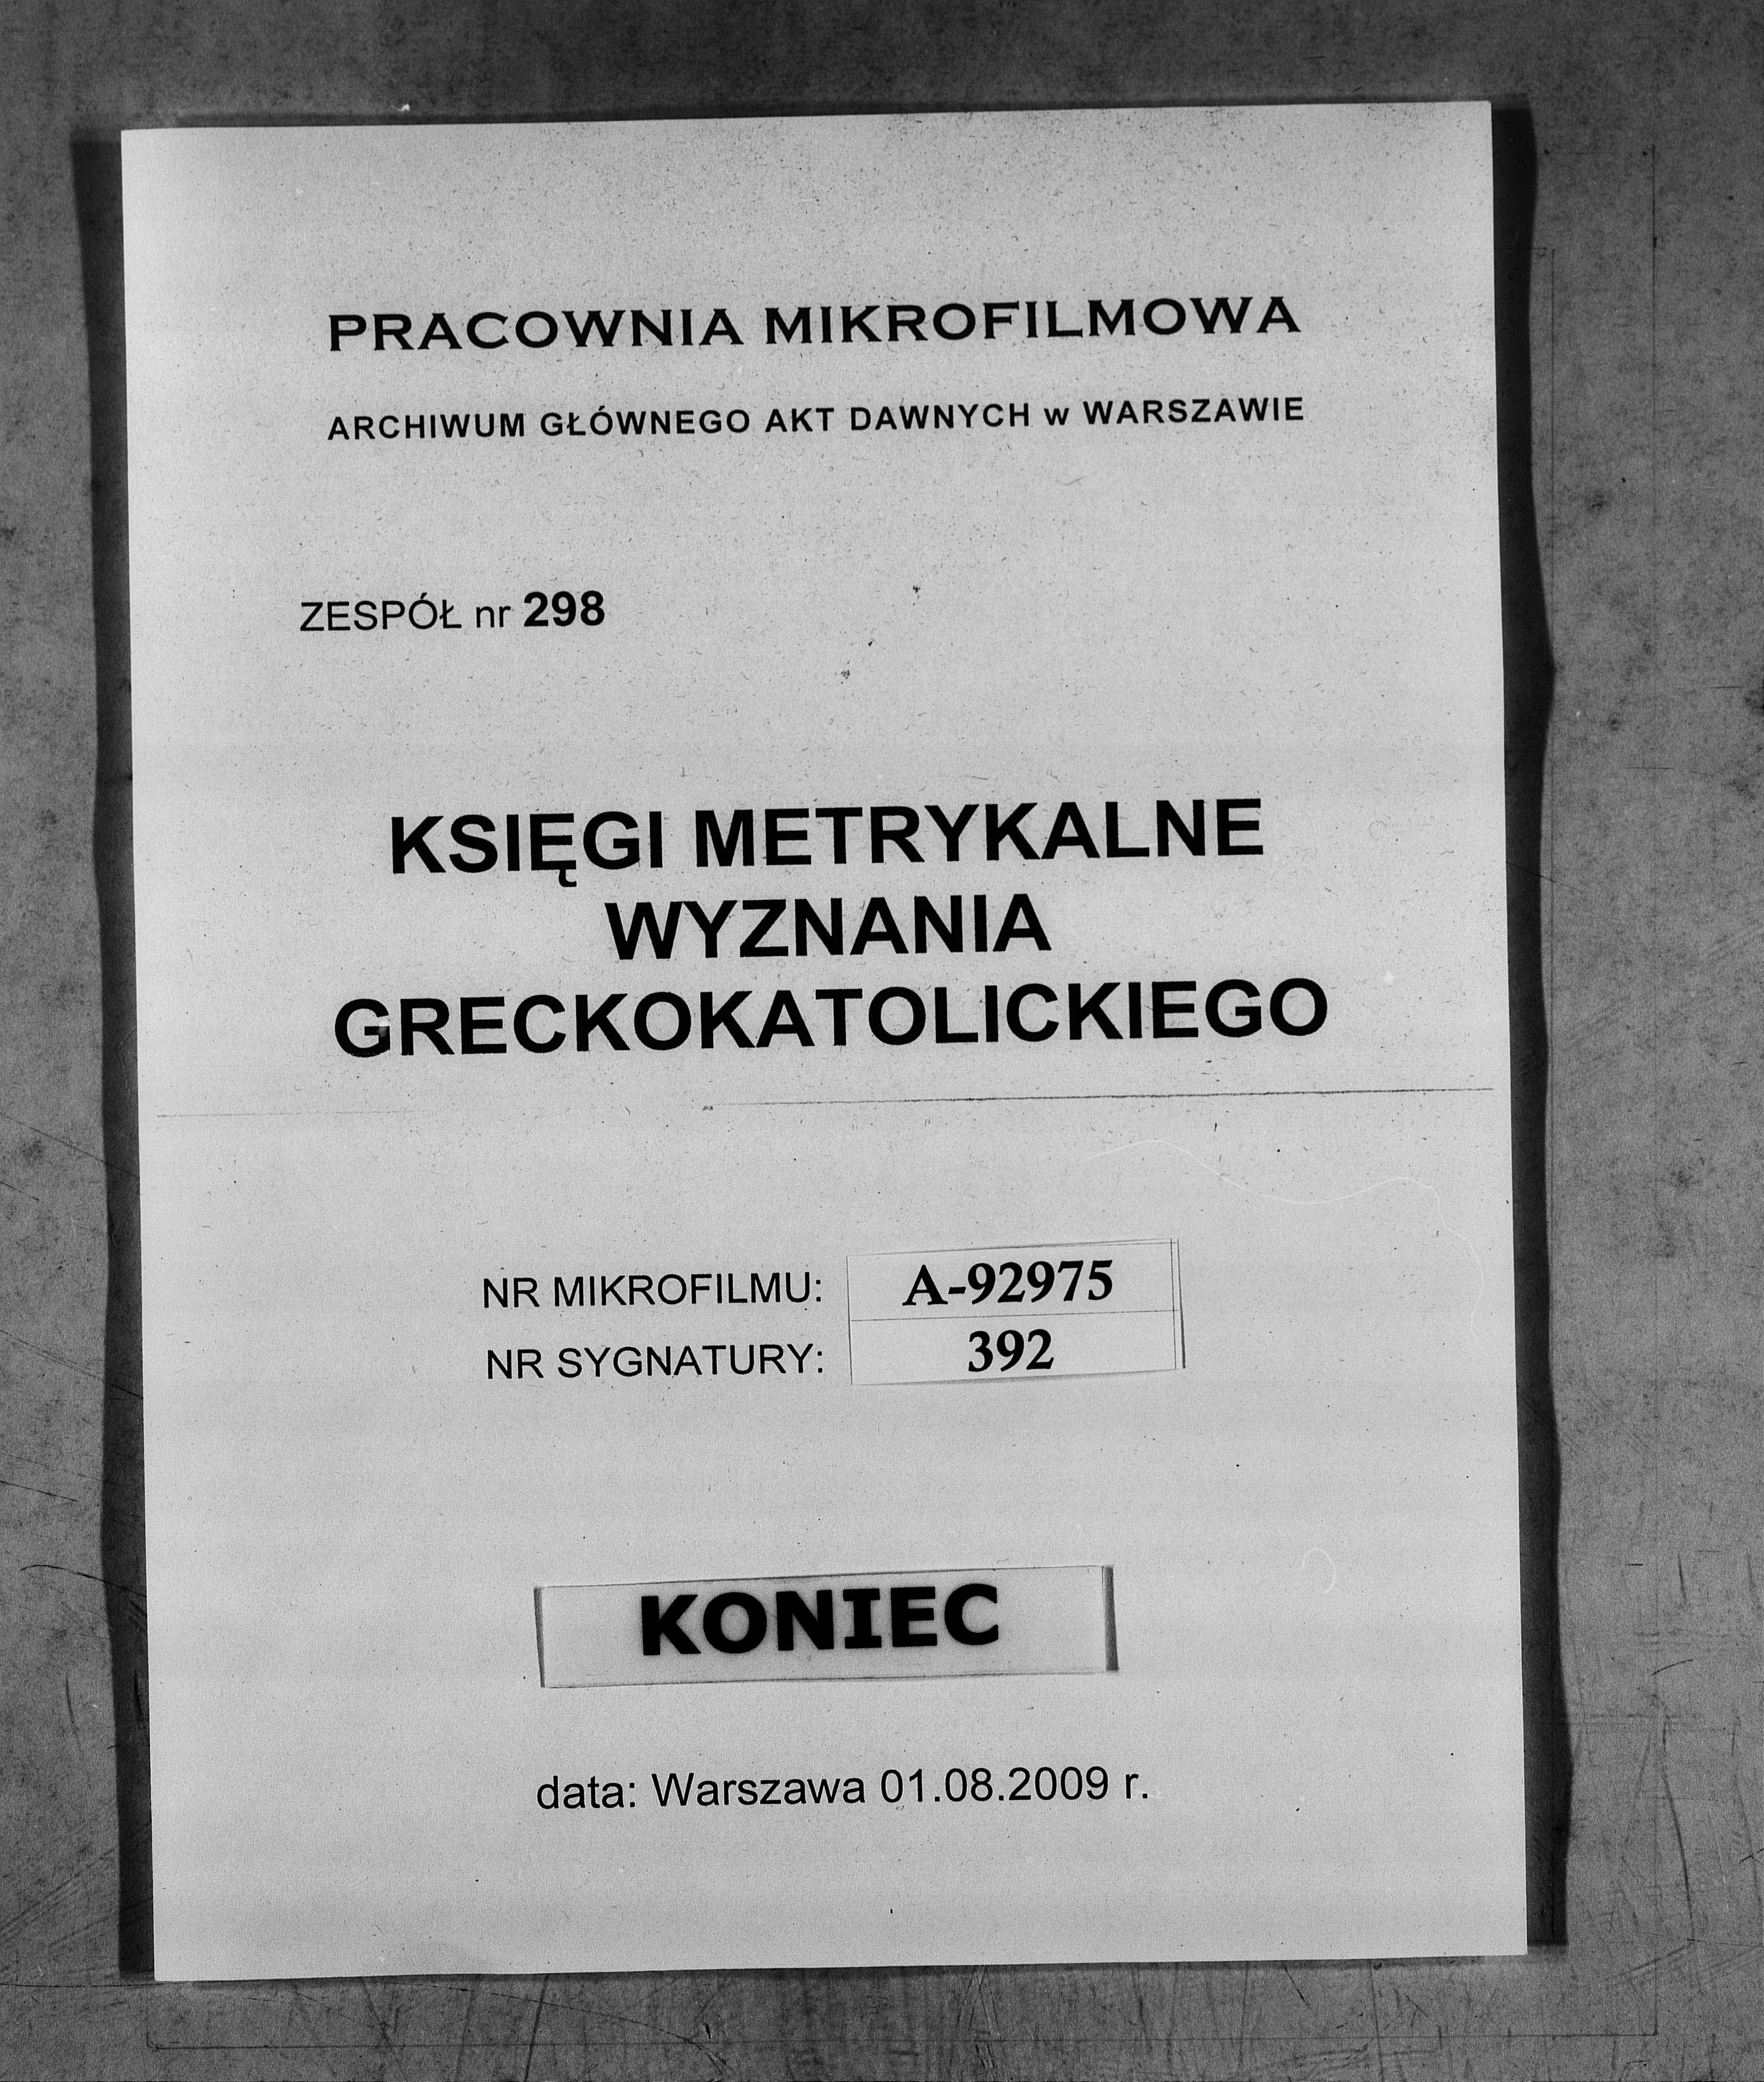 PRACOWNIA MIKROFILMOWA
ARCHIWUM GŁÓWNEGO AKT DAWNYCH w WARSZAWIE
ZESPÓŁ nr 298
KSIĘGI METRYKALNE
WYZNANIA
GRECKOKATOLICKIEGO
NR MIKROFILMU: A-92975
NR SYGNATURY: 392
KONIEC
data: Warszawa 01.08.2009 r.